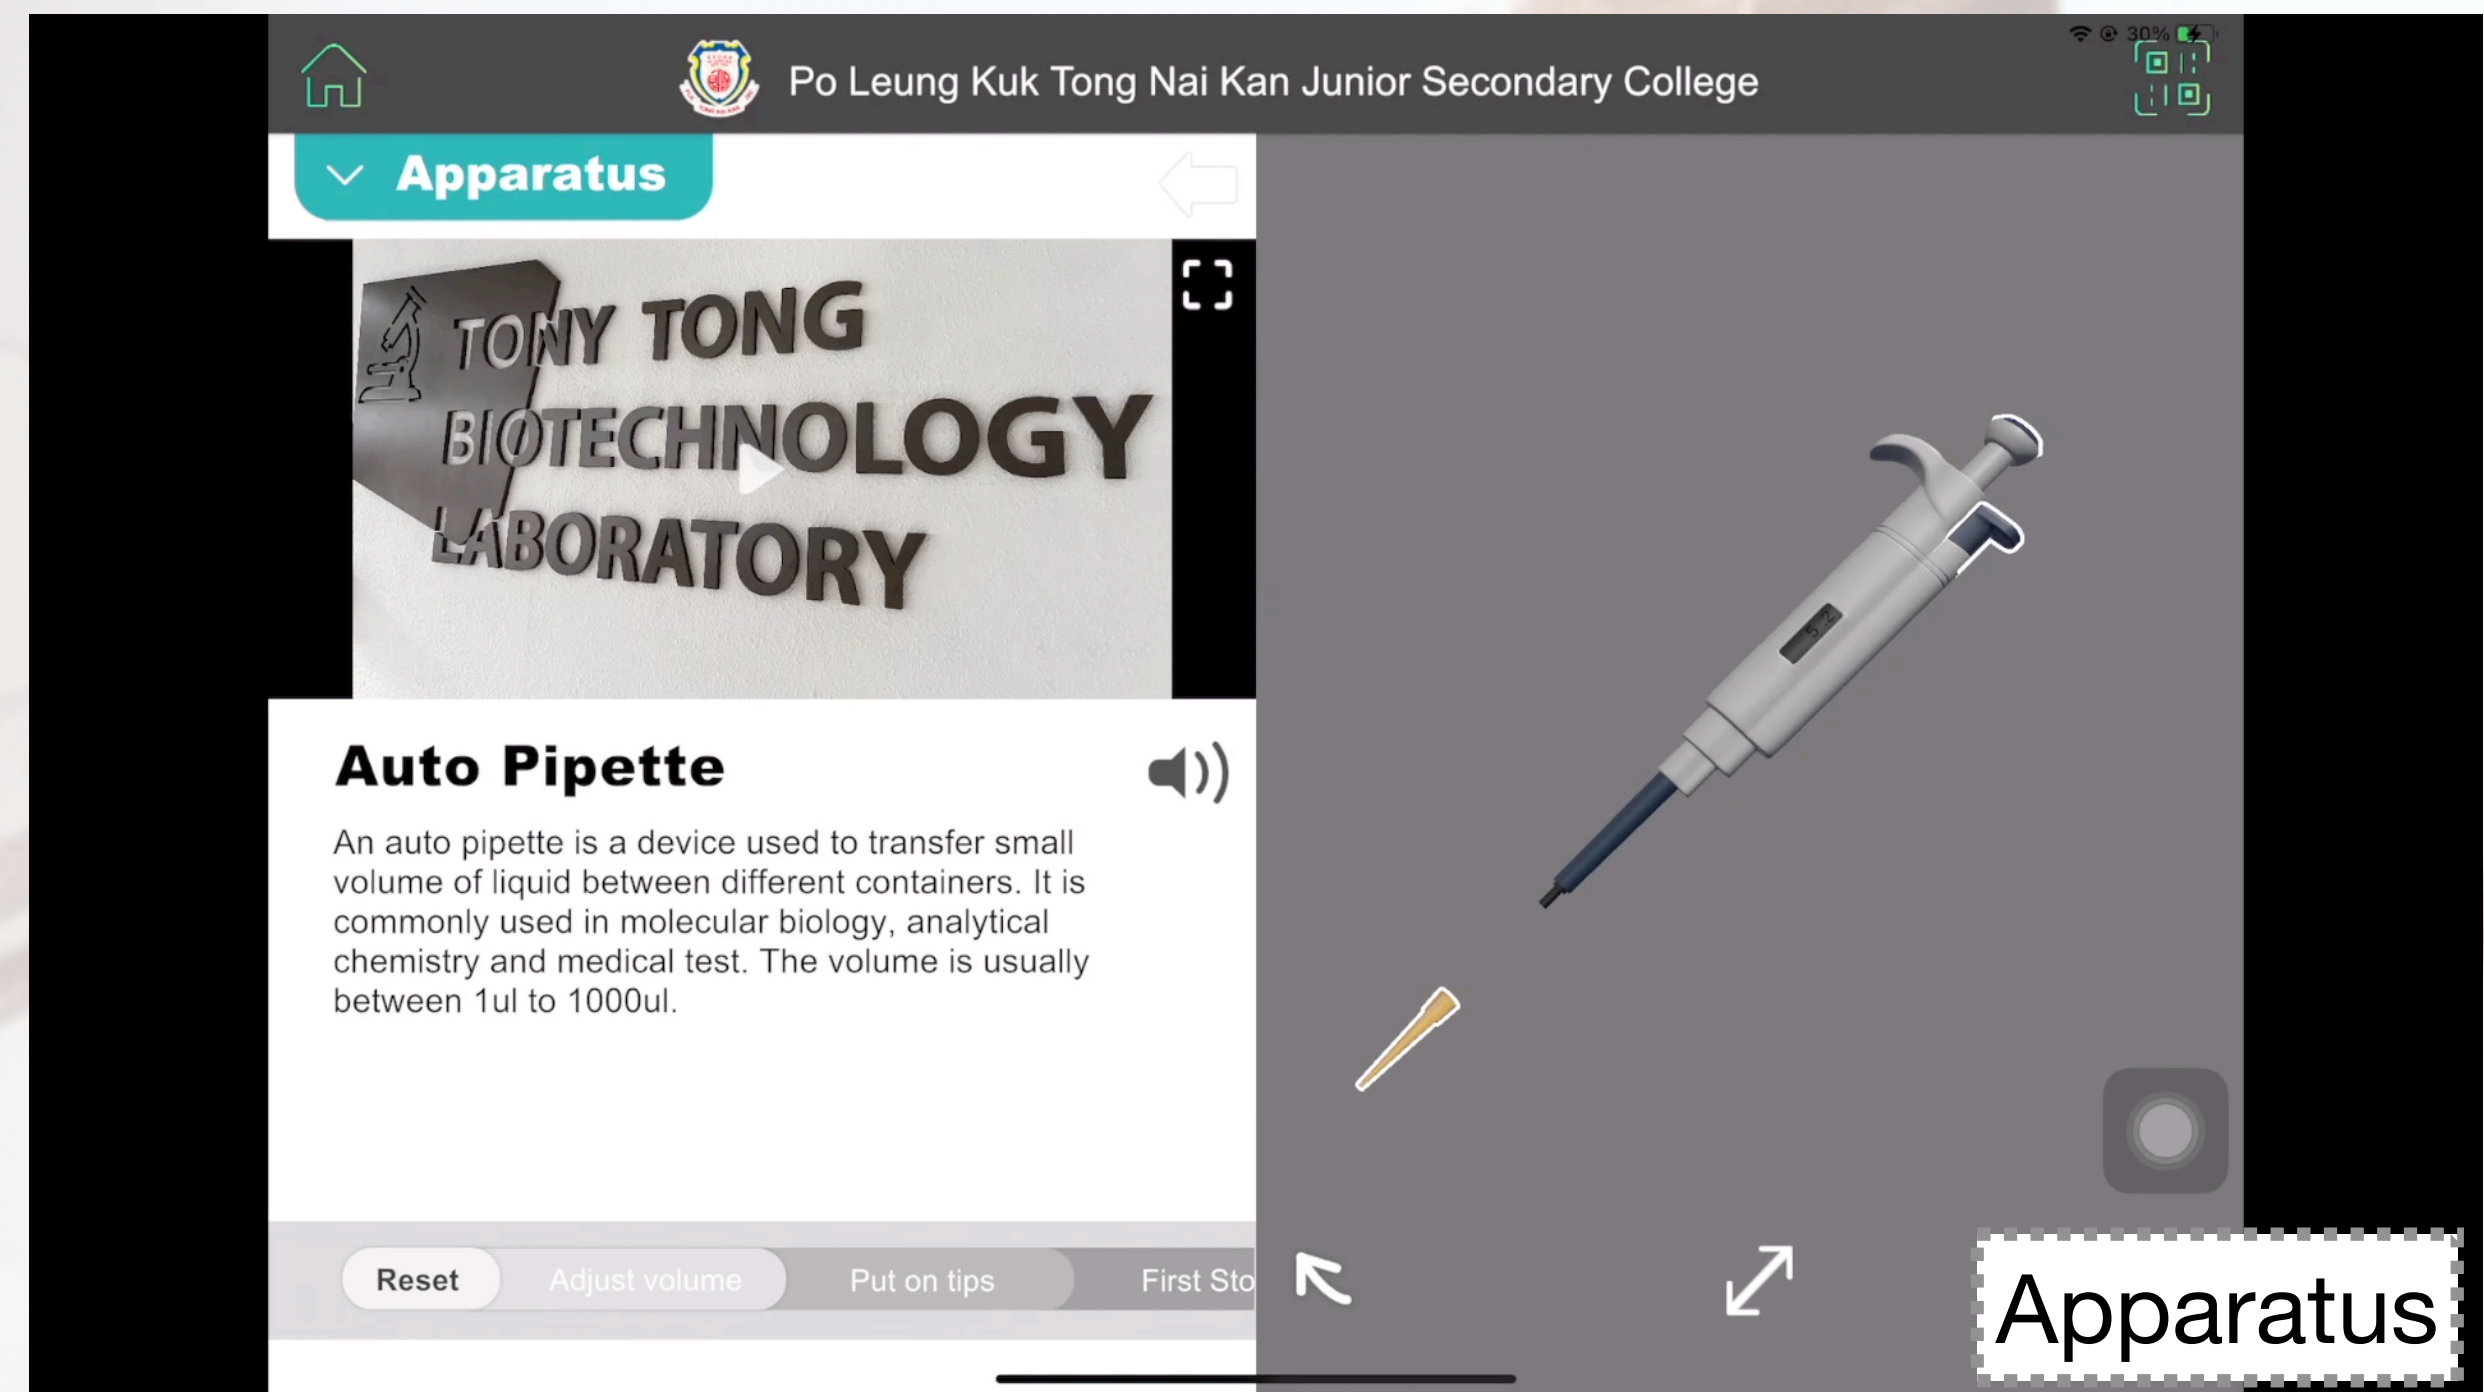 30%
Po Leung Kuk Tong Nai Kan Junior Secondary College
Apparatus
TONY TONG
BIOTECHNOLOGY
LABORATORY
Auto Pipette
An auto pipette is a device used to transfer small
volume of liquid between different containers. It is
commonly used in molecular biology, analytical
chemistry and medical test. The volume is usually
between 1ul to 1000ul.
Reset Adjust volume Put on tips First Sto
5.2
Apparatus